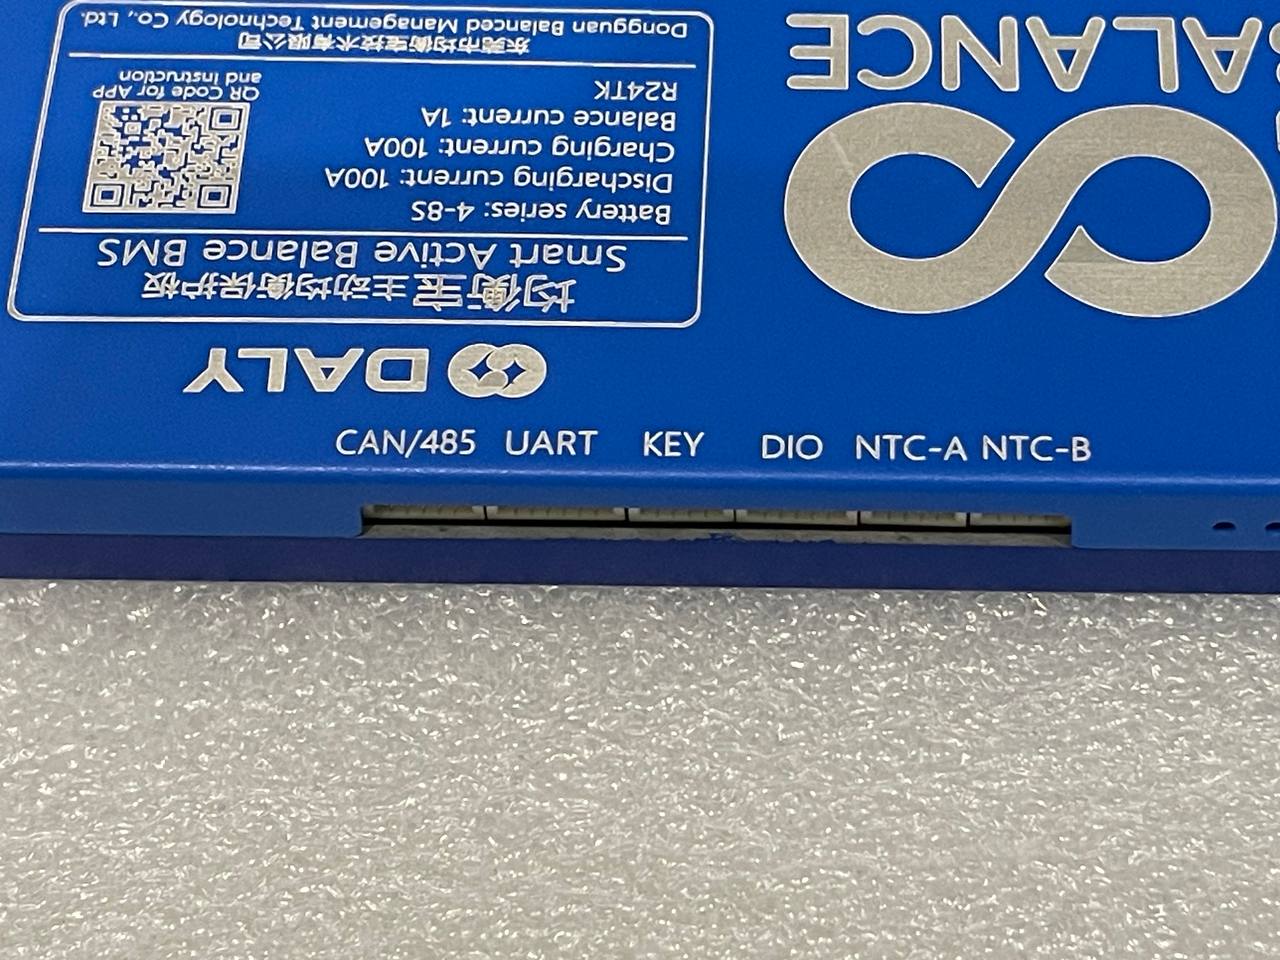 DALY
均衡宝主动均衡保护板
Smart Active Balance BMS
Battery series: 4-8S
Discharging current: 100A
Charging current: 100A
Balance current: 1A
R24TK
QR Code for APP
and instruction
东莞市均衡宝技术有限公司
Dongguan Balanced Management Technology Co., Ltd.
BALANCE
CAN/485 UART KEY DIO NTC-A NTC-B